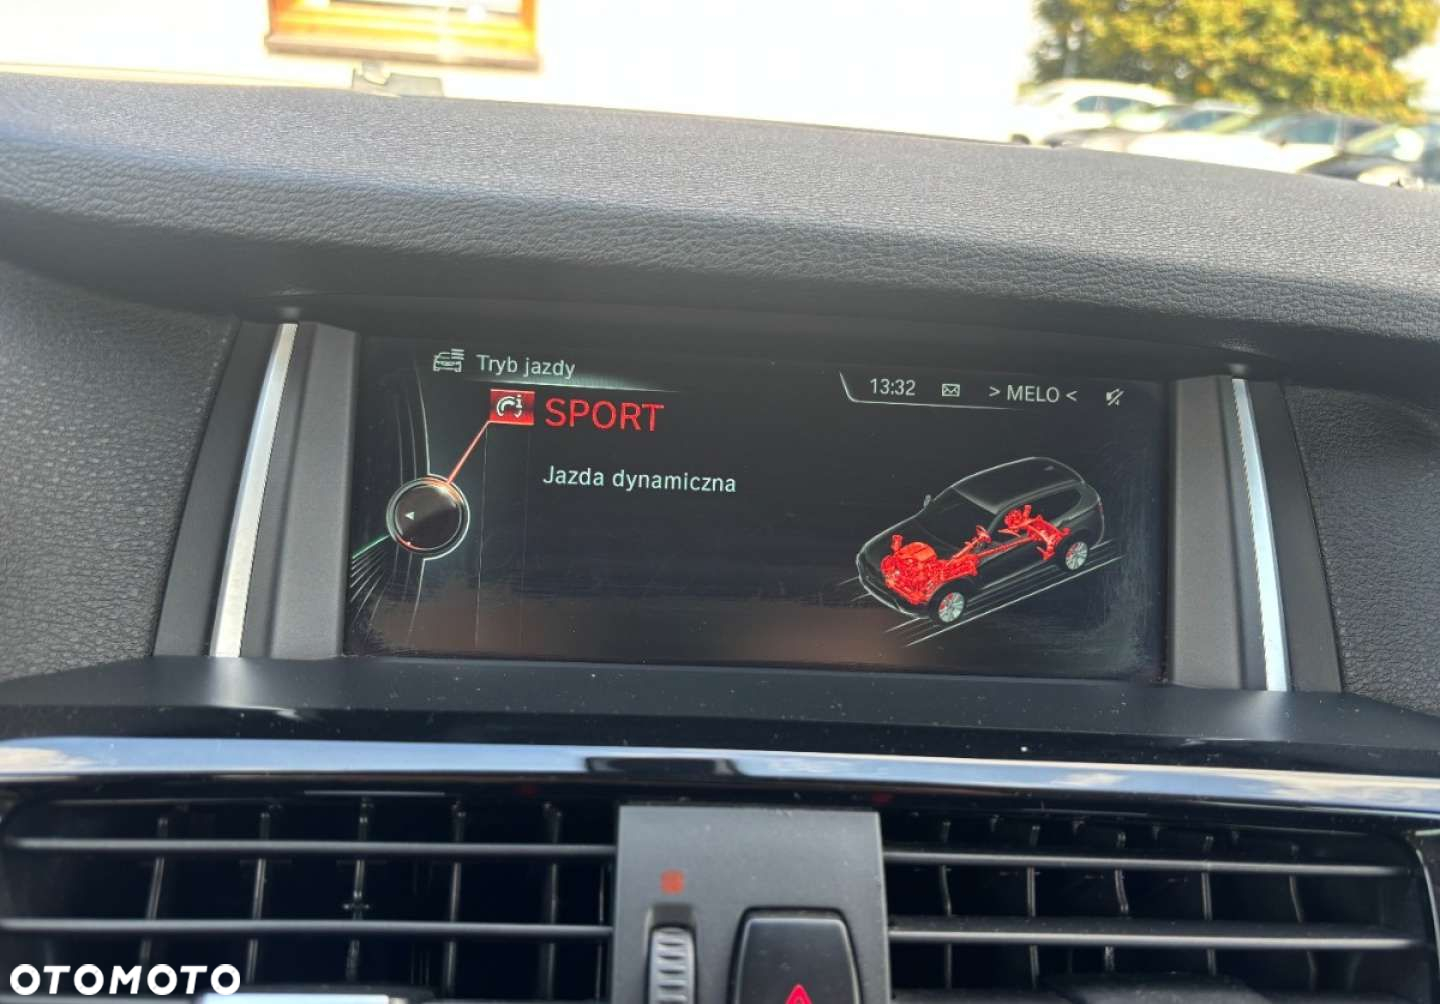 Tryb jazdy
SPORT
13:32 > MELO <
Jazda dynamiczna
OTOMOTO